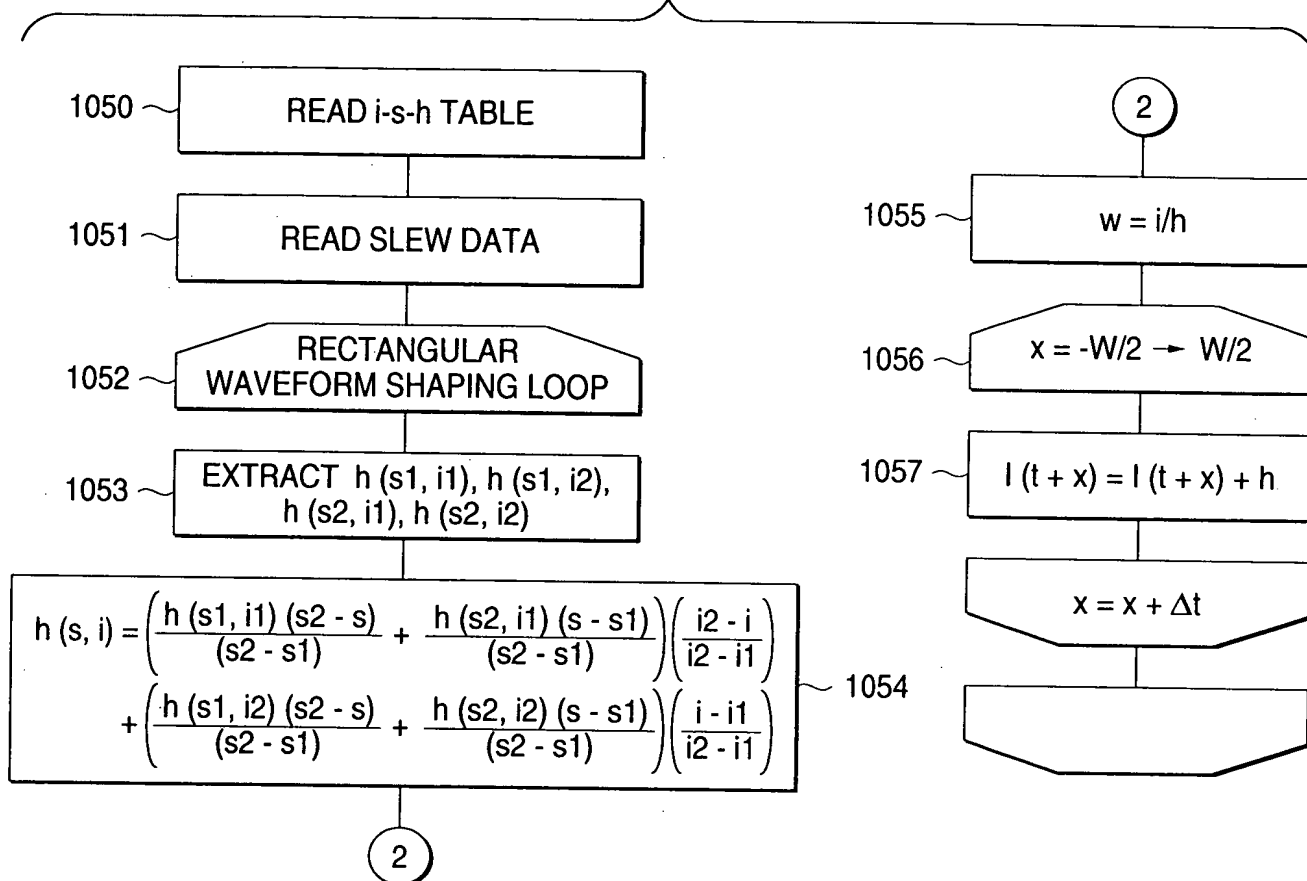 1050
READ i-s-h TABLE
1051
READ SLEW DATA
1052
RECTANGULAR
WAVEFORM SHAPING LOOP
1053
EXTRACT h (s1, i1), h (s1, i2),
h (s2, i1), h (s2, i2)
h (s, i) = (h (s1, i1) (s2 - s) / (s2 - s1) + h (s2, i1) (s - s1) / (s2 - s1)) (i2 - i / i2 - i1)
+ (h (s1, i2) (s2 - s) / (s2 - s1) + h (s2, i2) (s - s1) / (s2 - s1)) (i - i1 / i2 - i1)
1054
2
2
1055
w = i/h
1056
x = -W/2 → W/2
1057
I (t + x) = I (t + x) + h
x = x + Δt